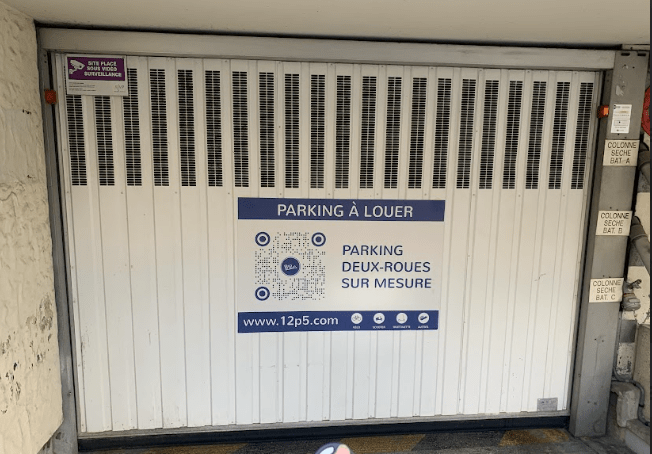 SITE PLACÉ
SOUS VIDÉO
SURVEILLANCE
PARKING À LOUER
PARKING
DEUX-ROUES
SUR MESURE
www.12p5.com
COLONNE
SECHE
BAT. A
COLONNE
SECHE
BAT. B
COLONNE
SECHE
BAT. C